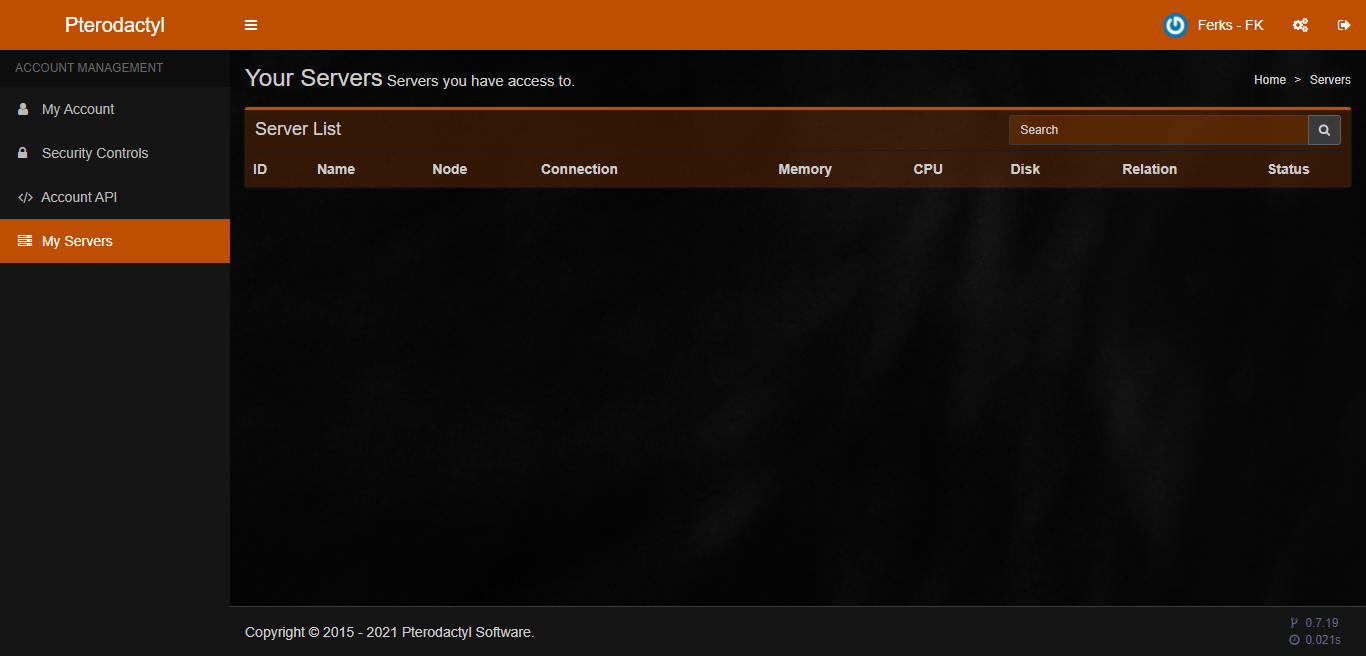 Pterodactyl
Ferks - FK
ACCOUNT MANAGEMENT
My Account
Security Controls
Account API
My Servers
Your Servers Servers you have access to.
Home > Servers
Server List
Search
ID Name Node Connection Memory CPU Disk Relation Status
Copyright © 2015 - 2021 Pterodactyl Software.
0.7.19
0.021s